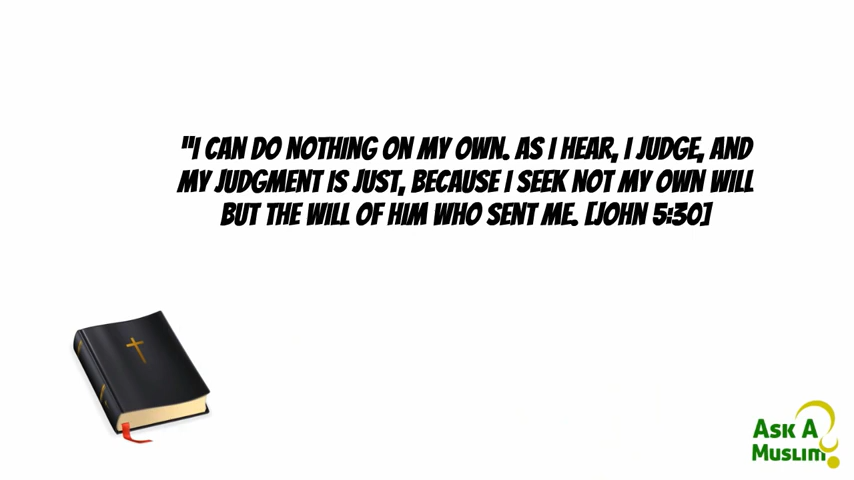 "I CAN DO NOTHING ON MY OWN. AS I HEAR, I JUDGE, AND
MY JUDGMENT IS JUST, BECAUSE I SEEK NOT MY OWN WILL
BUT THE WILL OF HIM WHO SENT ME. [JOHN 5:30]
ASK A
MUSLIM?